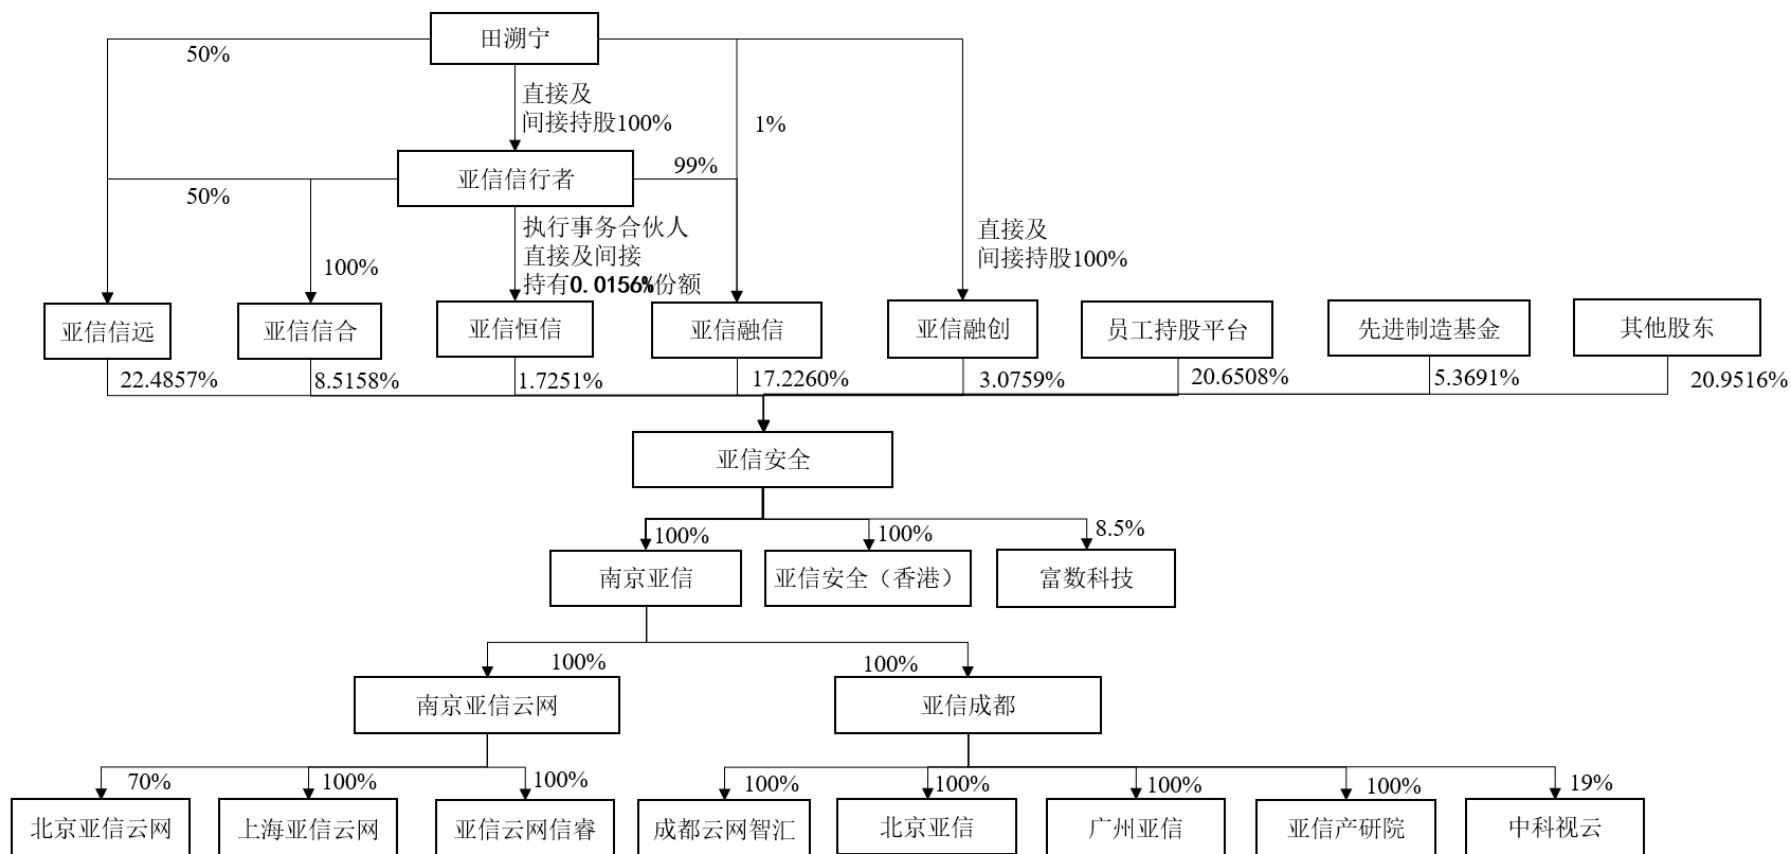 田溯宁
50%
直接及
间接持股100%
1%
亚信信行者
99%
50%
执行事务合伙人
直接及间接
持有0.0156%份额
直接及
间接持股100%
100%
亚信信远
亚信信合
亚信恒信
亚信融信
亚信融创
员工持股平台
先进制造基金
其他股东
22.4857%
8.5158%
1.7251%
17.2260%
3.0759%
20.6508%
5.3691%
20.9516%
亚信安全
100%
100%
8.5%
南京亚信
亚信安全（香港）
富数科技
100%
100%
南京亚信云网
亚信成都
70%
100%
100%
100%
100%
100%
100%
19%
北京亚信云网
上海亚信云网
亚信云网信睿
成都云网智汇
北京亚信
广州亚信
亚信产研院
中科视云